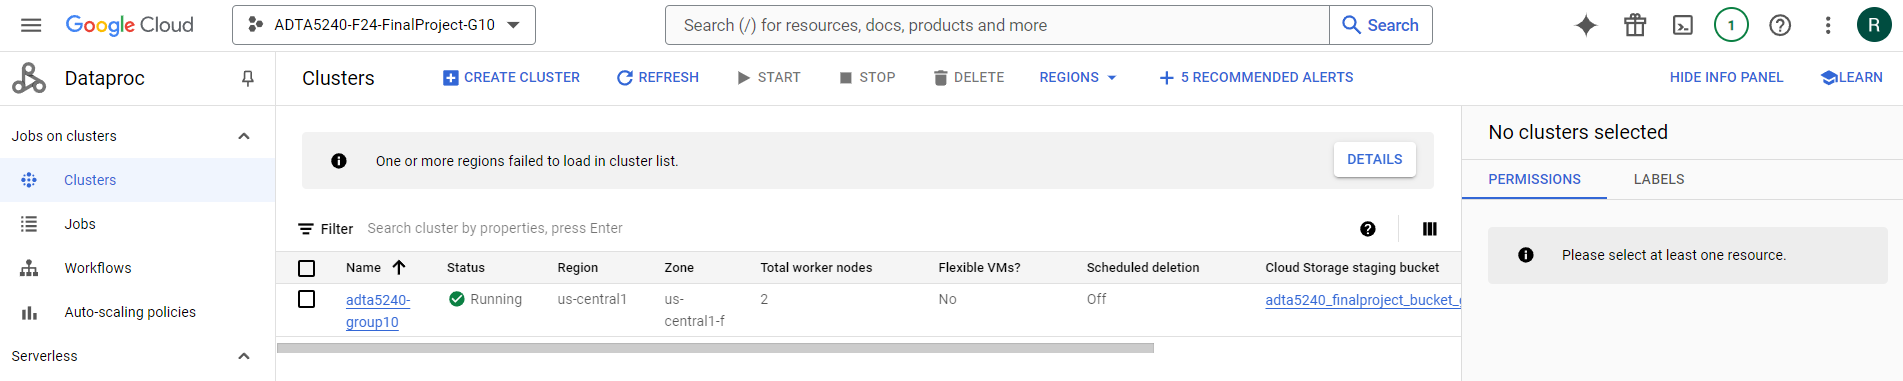 Google Cloud
ADTA5240-F24-FinalProject-G10
Search (/) for resources, docs, products and more
Search
1
R
Dataproc
Clusters
CREATE CLUSTER
REFRESH
START
STOP
DELETE
REGIONS
5 RECOMMENDED ALERTS
HIDE INFO PANEL
LEARN
Jobs on clusters
Clusters
Jobs
Workflows
Auto-scaling policies
Serverless
One or more regions failed to load in cluster list.
DETAILS
Filter
Search cluster by properties, press Enter
Name
Status
Region
Zone
Total worker nodes
Flexible VMs?
Scheduled deletion
Cloud Storage staging bucket
adta5240-
group10
Running
us-central1
us-
central1-f
2
No
Off
adta5240_finalproject_bucket_
No clusters selected
PERMISSIONS
LABELS
Please select at least one resource.